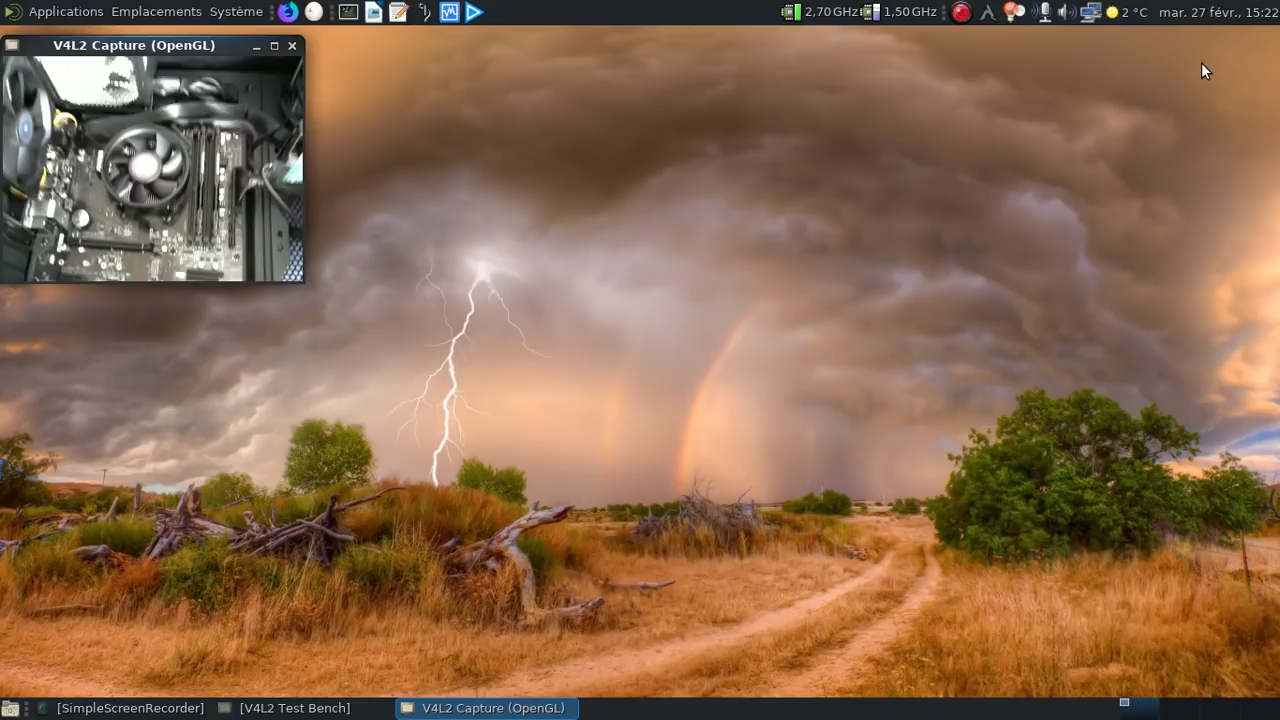 Applications Emplacements Système 2,70 GHz 1,50 GHz 2 °C mar. 27 févr., 15:22
V4L2 Capture (OpenGL)
[SimpleScreenRecorder] [V4L2 Test Bench] V4L2 Capture (OpenGL)